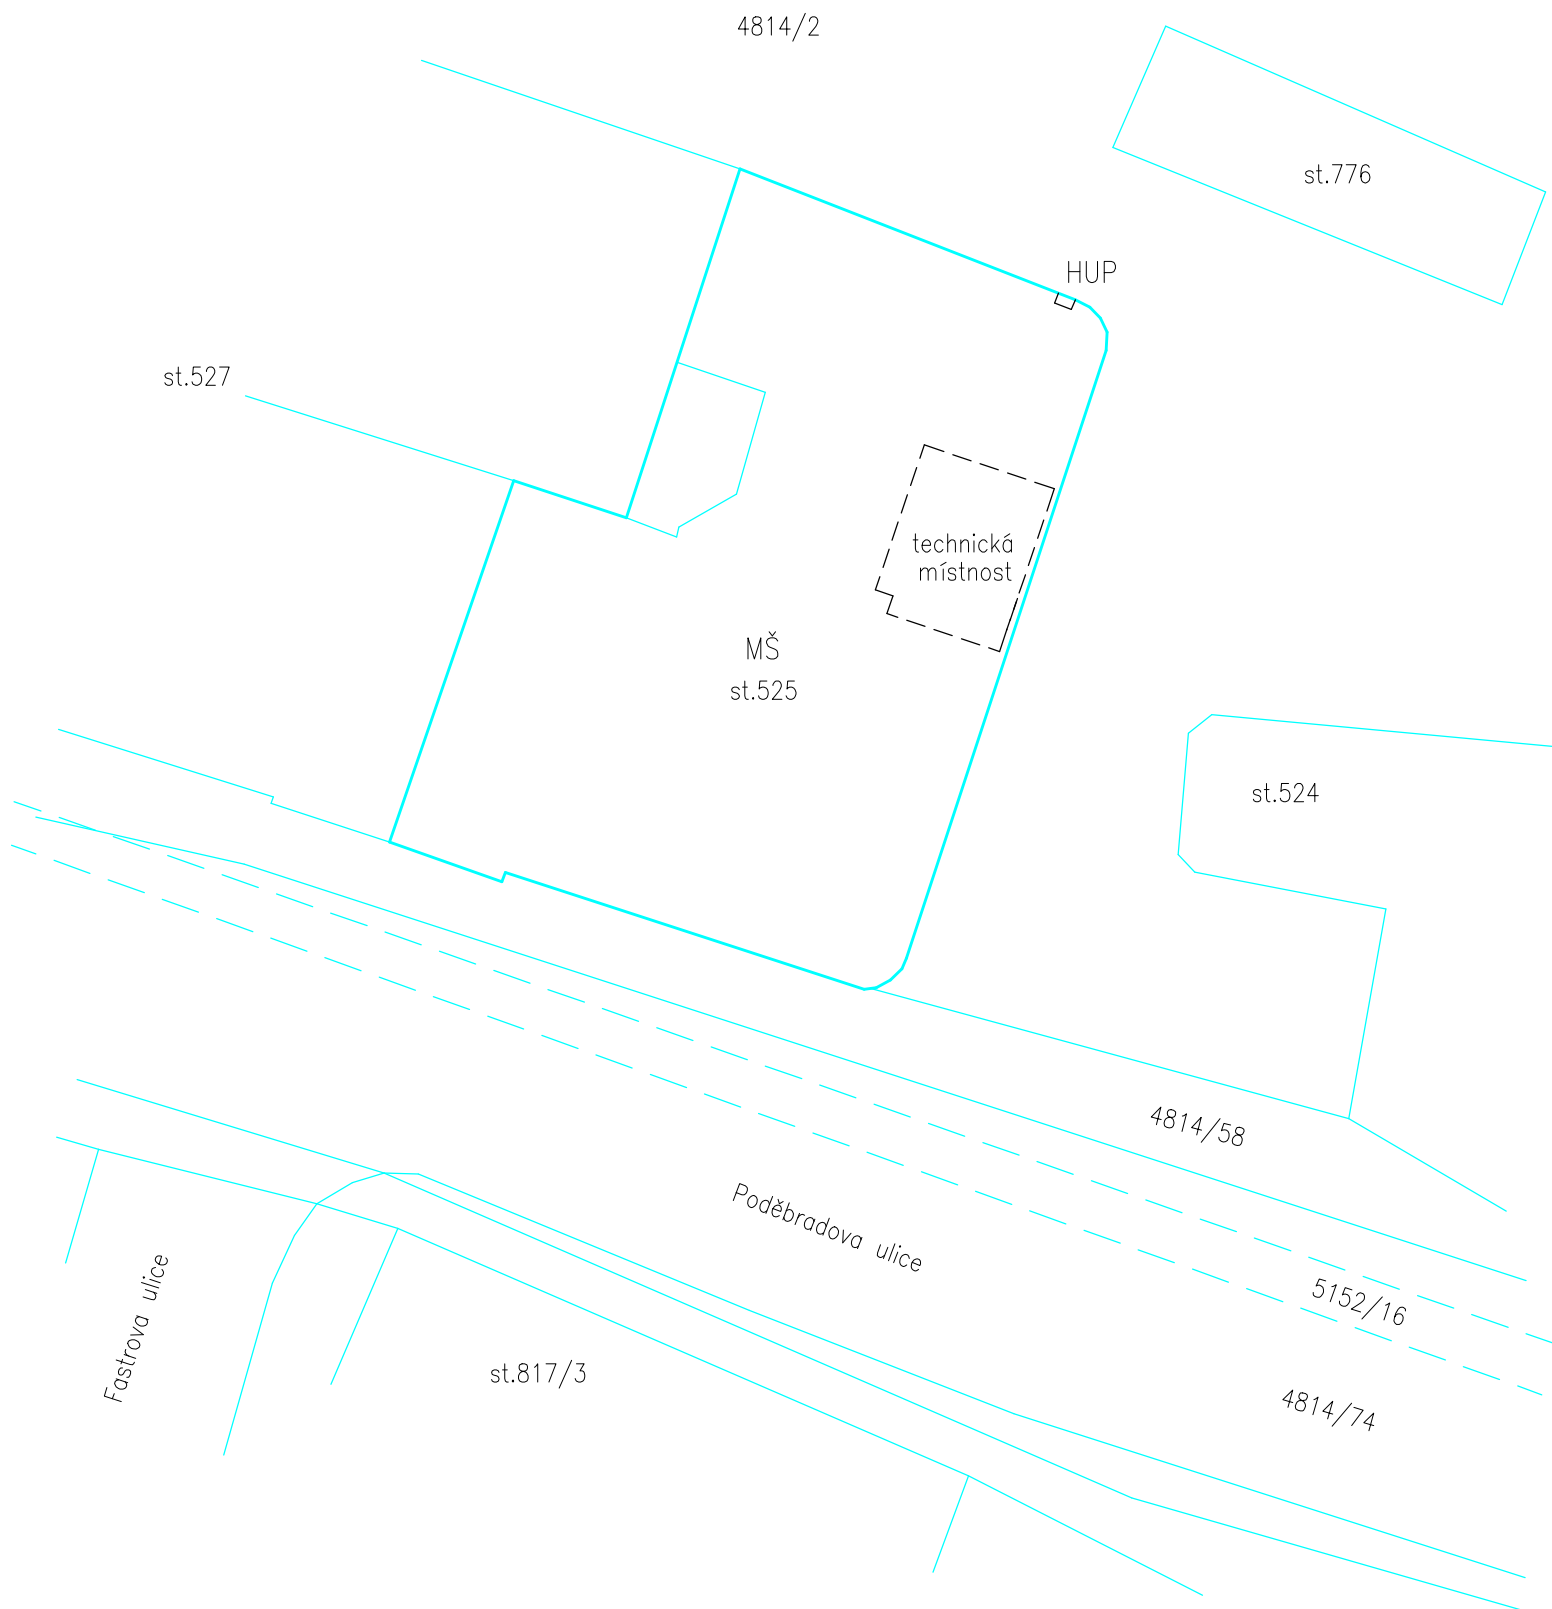 4814/2
st.776
HUP
st.527
technická
místnost
MŠ
st.525
st.524
4814/58
Poděbradova ulice
Fastrova ulice
5152/16
st.817/3
4814/74